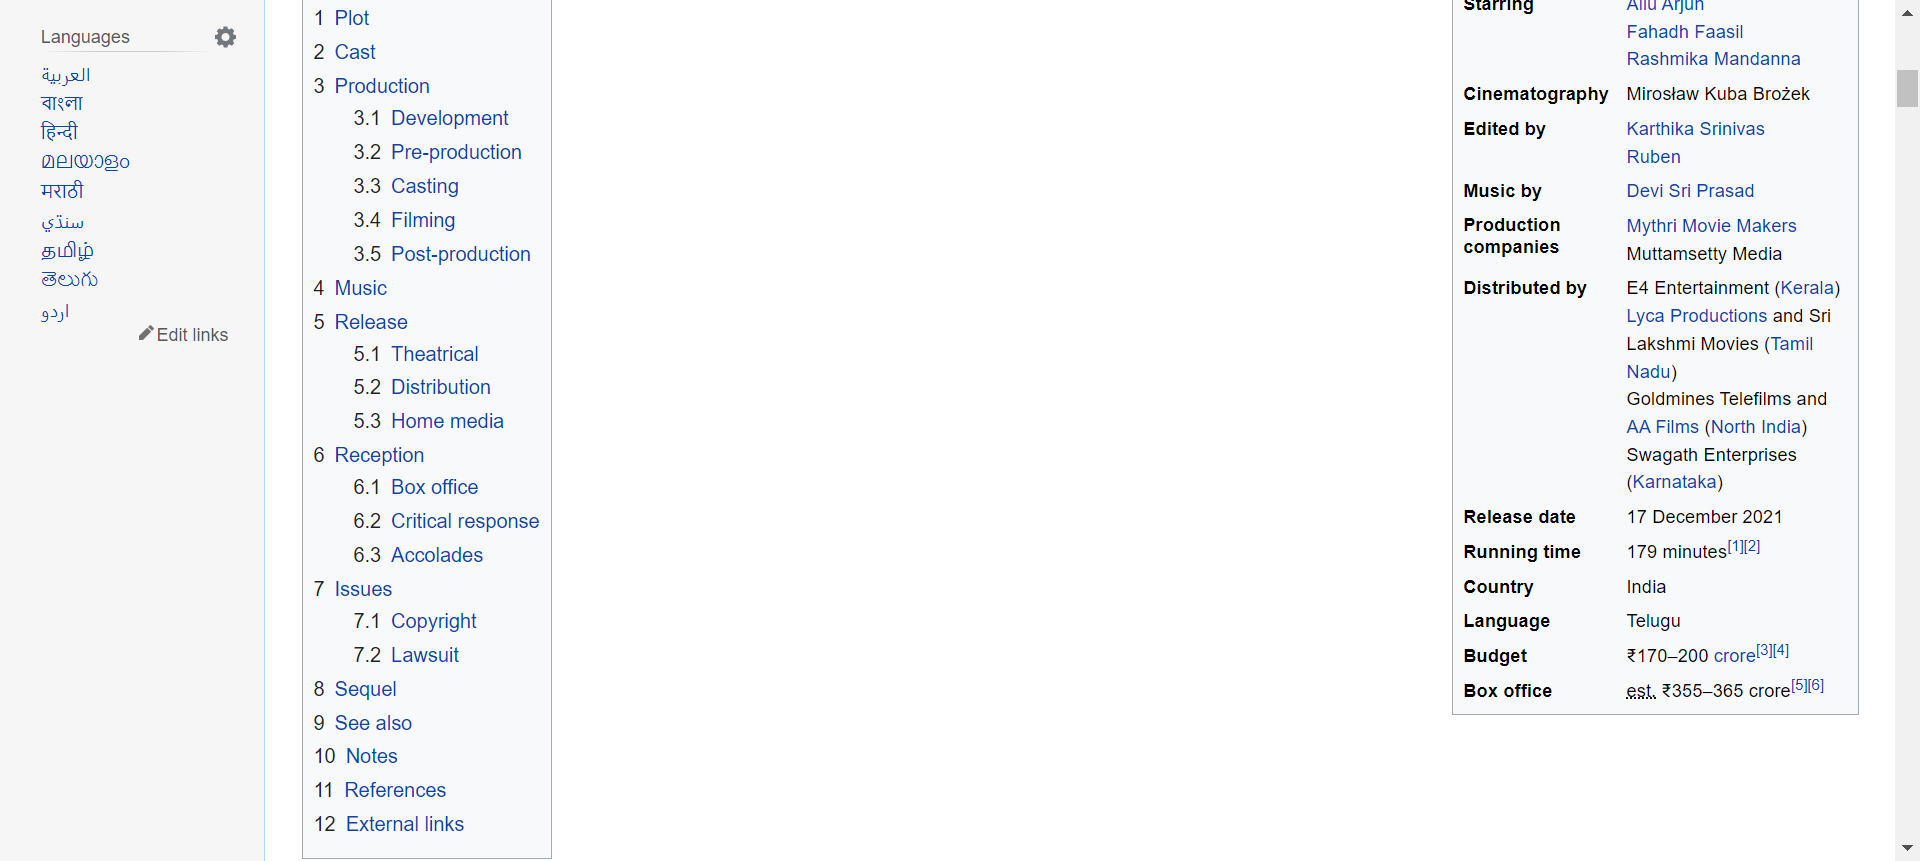 Languages
العربية
বাংলা
हिन्दी
മലയാളം
मराठी
سنڌي
தமிழ்
తెలుగు
اردو
Edit links
1 Plot
2 Cast
3 Production
3.1 Development
3.2 Pre-production
3.3 Casting
3.4 Filming
3.5 Post-production
4 Music
5 Release
5.1 Theatrical
5.2 Distribution
5.3 Home media
6 Reception
6.1 Box office
6.2 Critical response
6.3 Accolades
7 Issues
7.1 Copyright
7.2 Lawsuit
8 Sequel
9 See also
10 Notes
11 References
12 External links
Starring Allu Arjun
Fahadh Faasil
Rashmika Mandanna
Cinematography Mirosław Kuba Brożek
Edited by Karthika Srinivas
Ruben
Music by Devi Sri Prasad
Production Mythri Movie Makers
companies Muttamsetty Media
Distributed by E4 Entertainment (Kerala)
Lyca Productions and Sri
Lakshmi Movies (Tamil
Nadu)
Goldmines Telefilms and
AA Films (North India)
Swagath Enterprises
(Karnataka)
Release date 17 December 2021
Running time 179 minutes[1][2]
Country India
Language Telugu
Budget ₹170–200 crore[3][4]
Box office est. ₹355–365 crore[5][6]